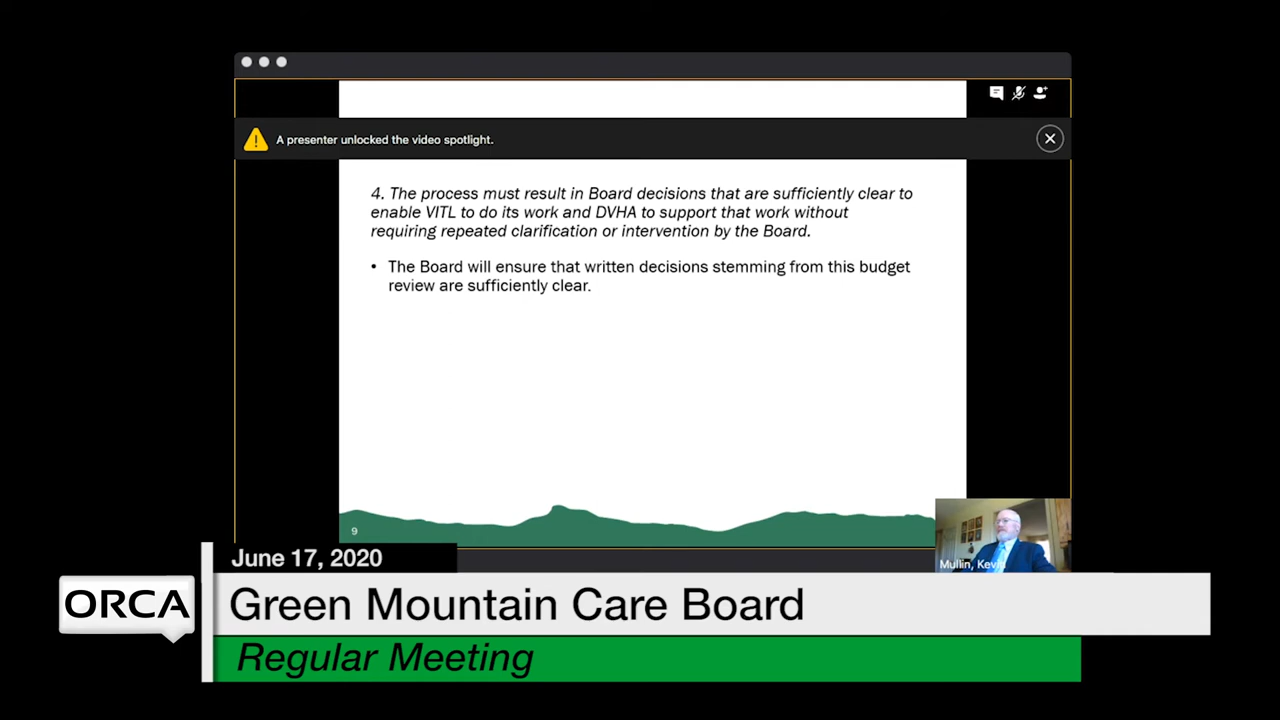 A presenter unlocked the video spotlight.
4. The process must result in Board decisions that are sufficiently clear to
enable VITL to do its work and DVHA to support that work without
requiring repeated clarification or intervention by the Board.
• The Board will ensure that written decisions stemming from this budget
review are sufficiently clear.
9
Mullin, Kevin
June 17, 2020
ORCA
Green Mountain Care Board
Regular Meeting